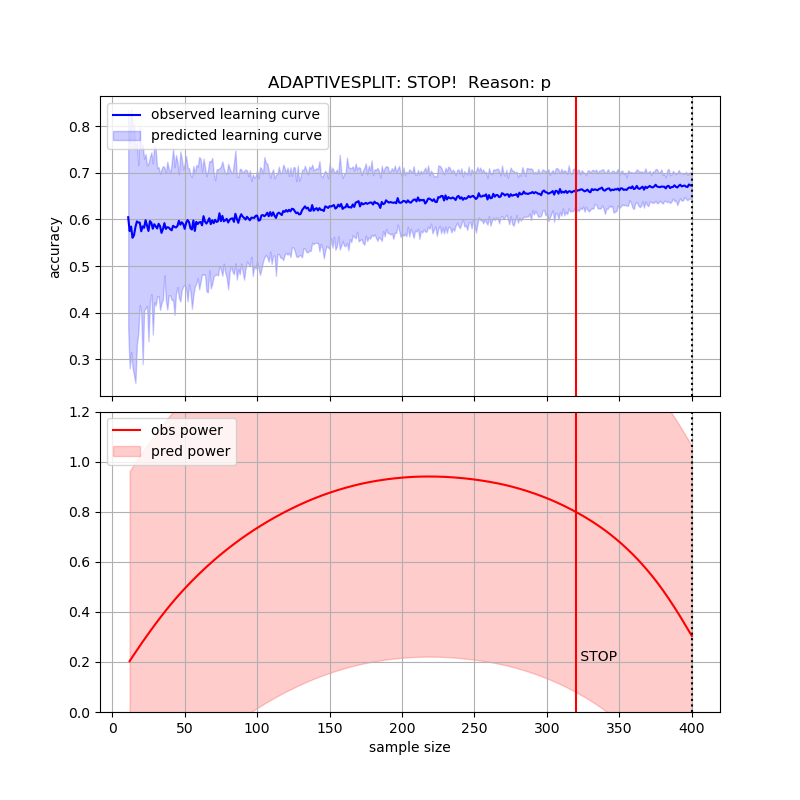 ADAPTIVESPLIT: STOP!  Reason: p
observed learning curve
predicted learning curve
0.8
0.7
0.6
0.5
0.4
0.3
accuracy
obs power
pred power
1.2
1.0
0.8
0.6
0.4
0.2
0.0
STOP
0 50 100 150 200 250 300 350 400
sample size